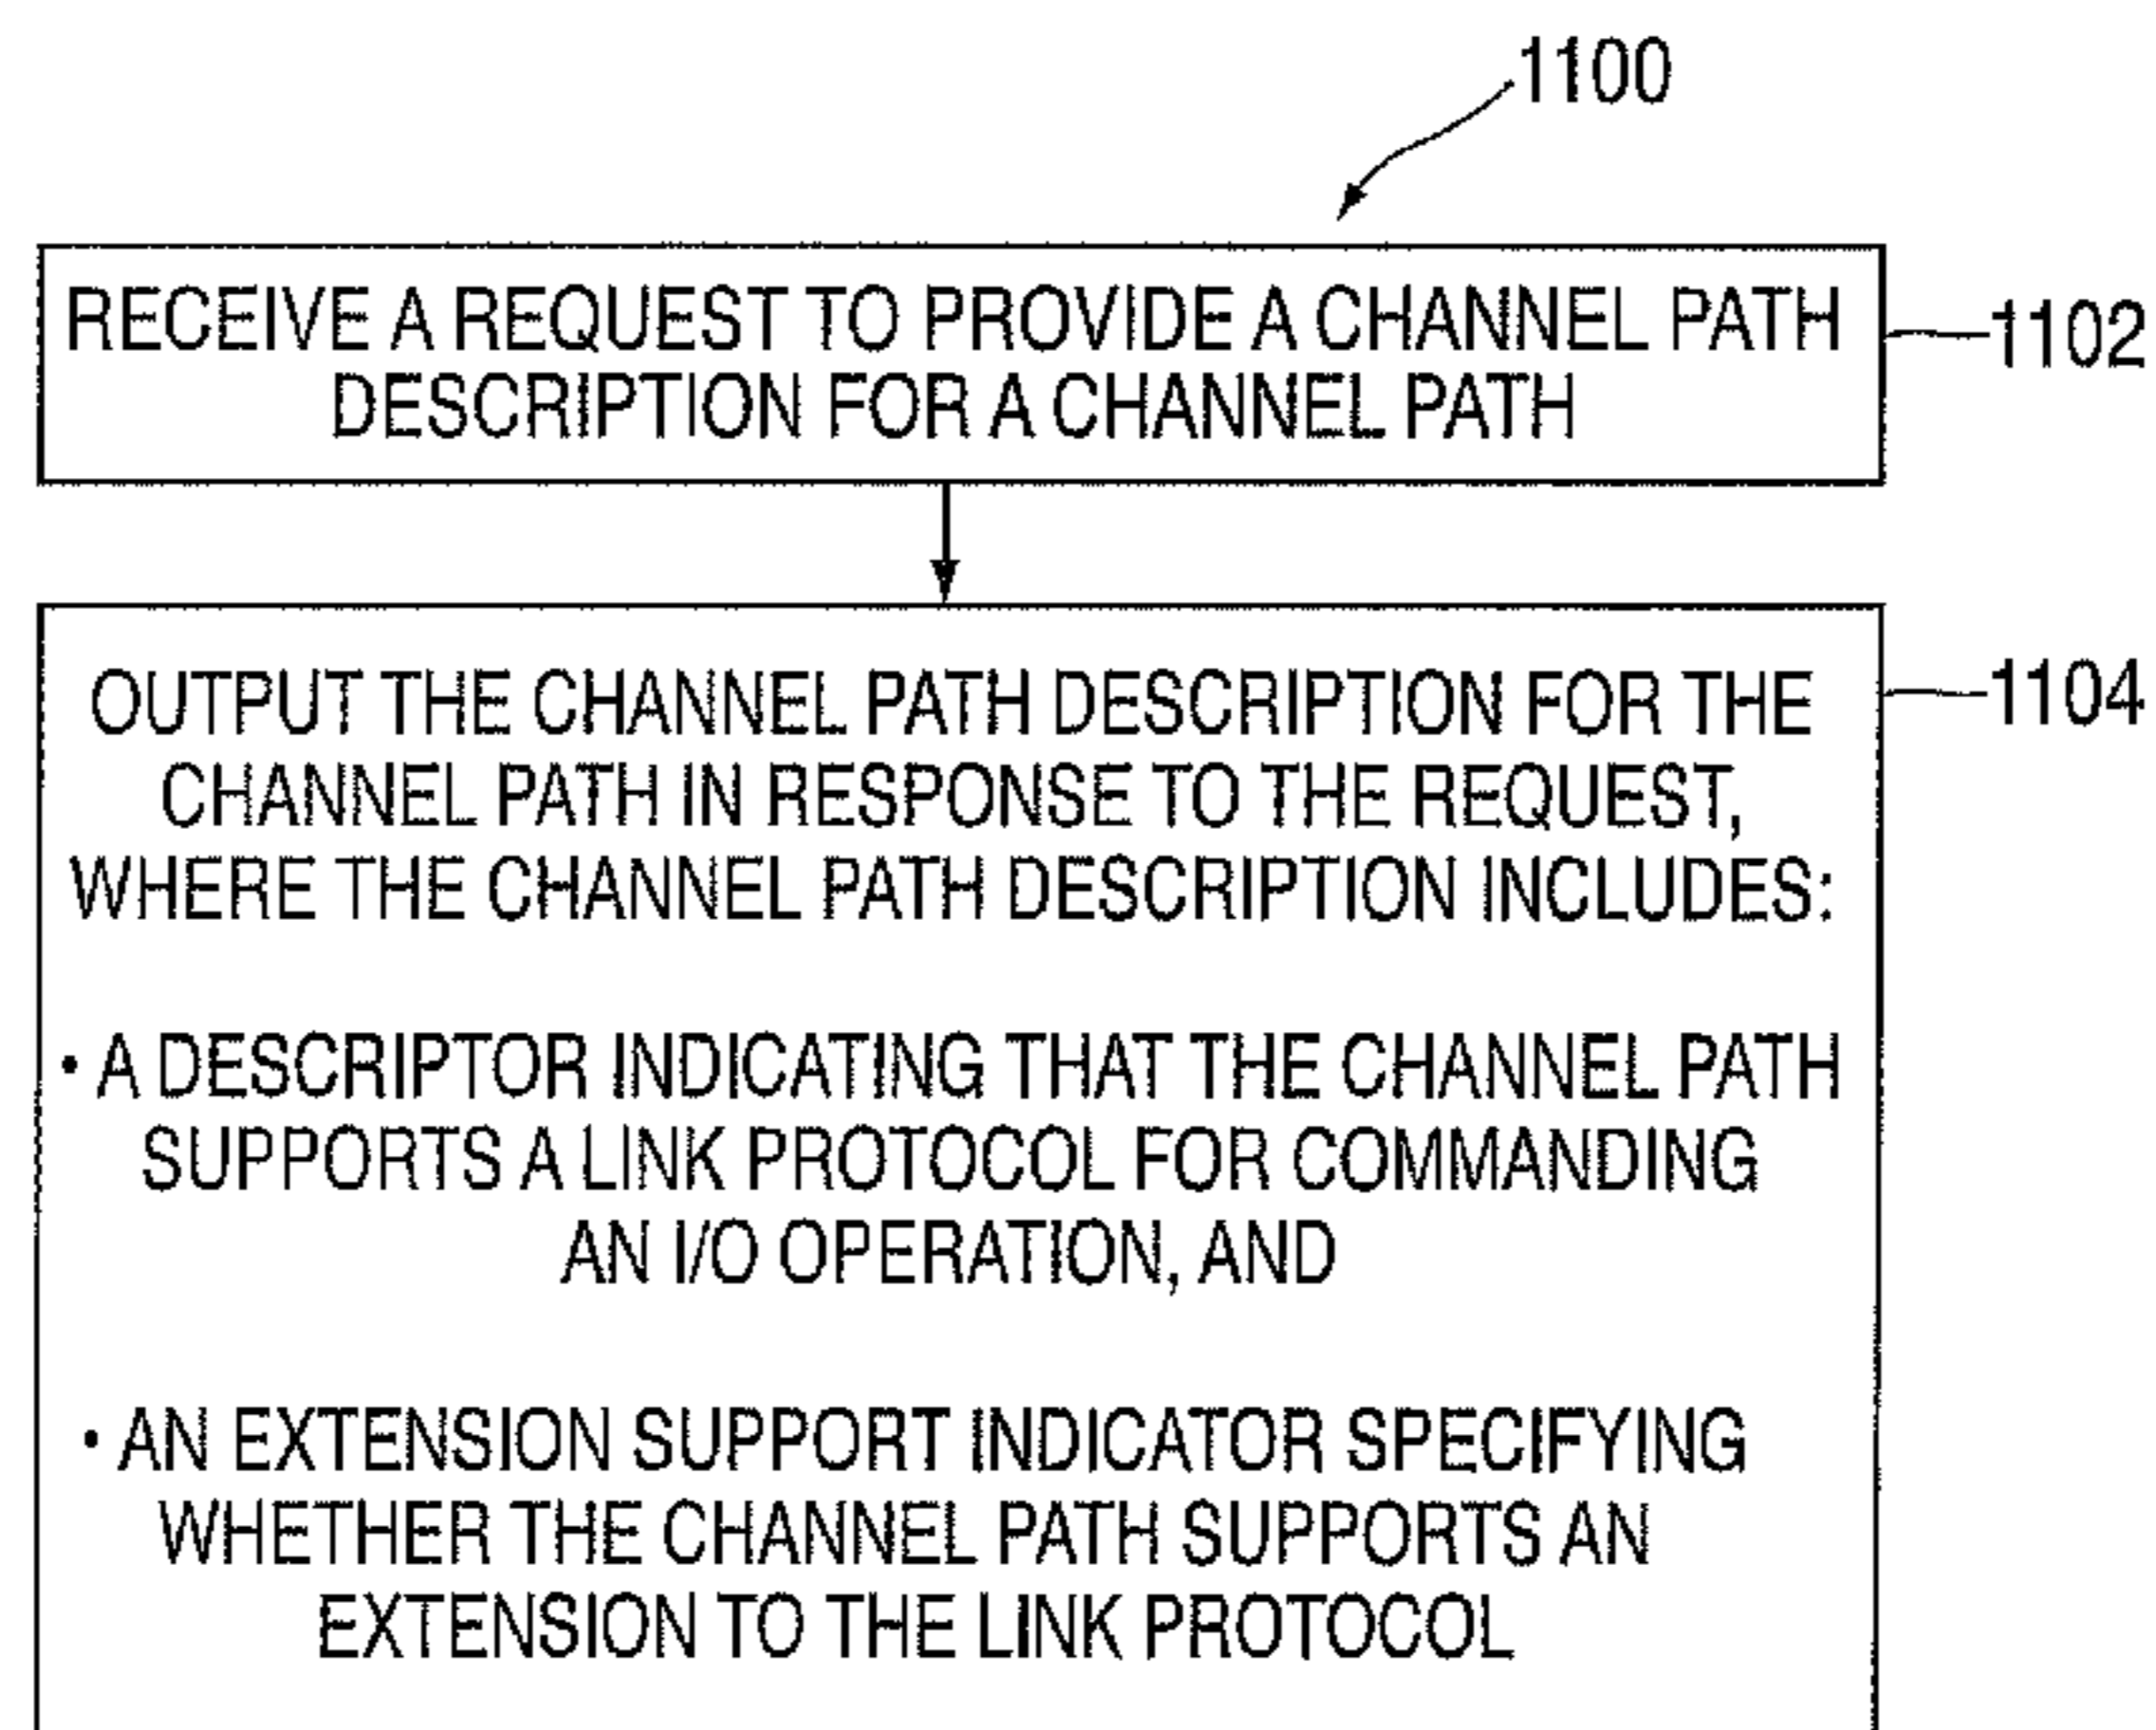 1100
RECEIVE A REQUEST TO PROVIDE A CHANNEL PATH
DESCRIPTION FOR A CHANNEL PATH
1102
OUTPUT THE CHANNEL PATH DESCRIPTION FOR THE
CHANNEL PATH IN RESPONSE TO THE REQUEST,
WHERE THE CHANNEL PATH DESCRIPTION INCLUDES:
1104
• A DESCRIPTOR INDICATING THAT THE CHANNEL PATH
SUPPORTS A LINK PROTOCOL FOR COMMANDING
AN I/O OPERATION, AND
• AN EXTENSION SUPPORT INDICATOR SPECIFYING
WHETHER THE CHANNEL PATH SUPPORTS AN
EXTENSION TO THE LINK PROTOCOL